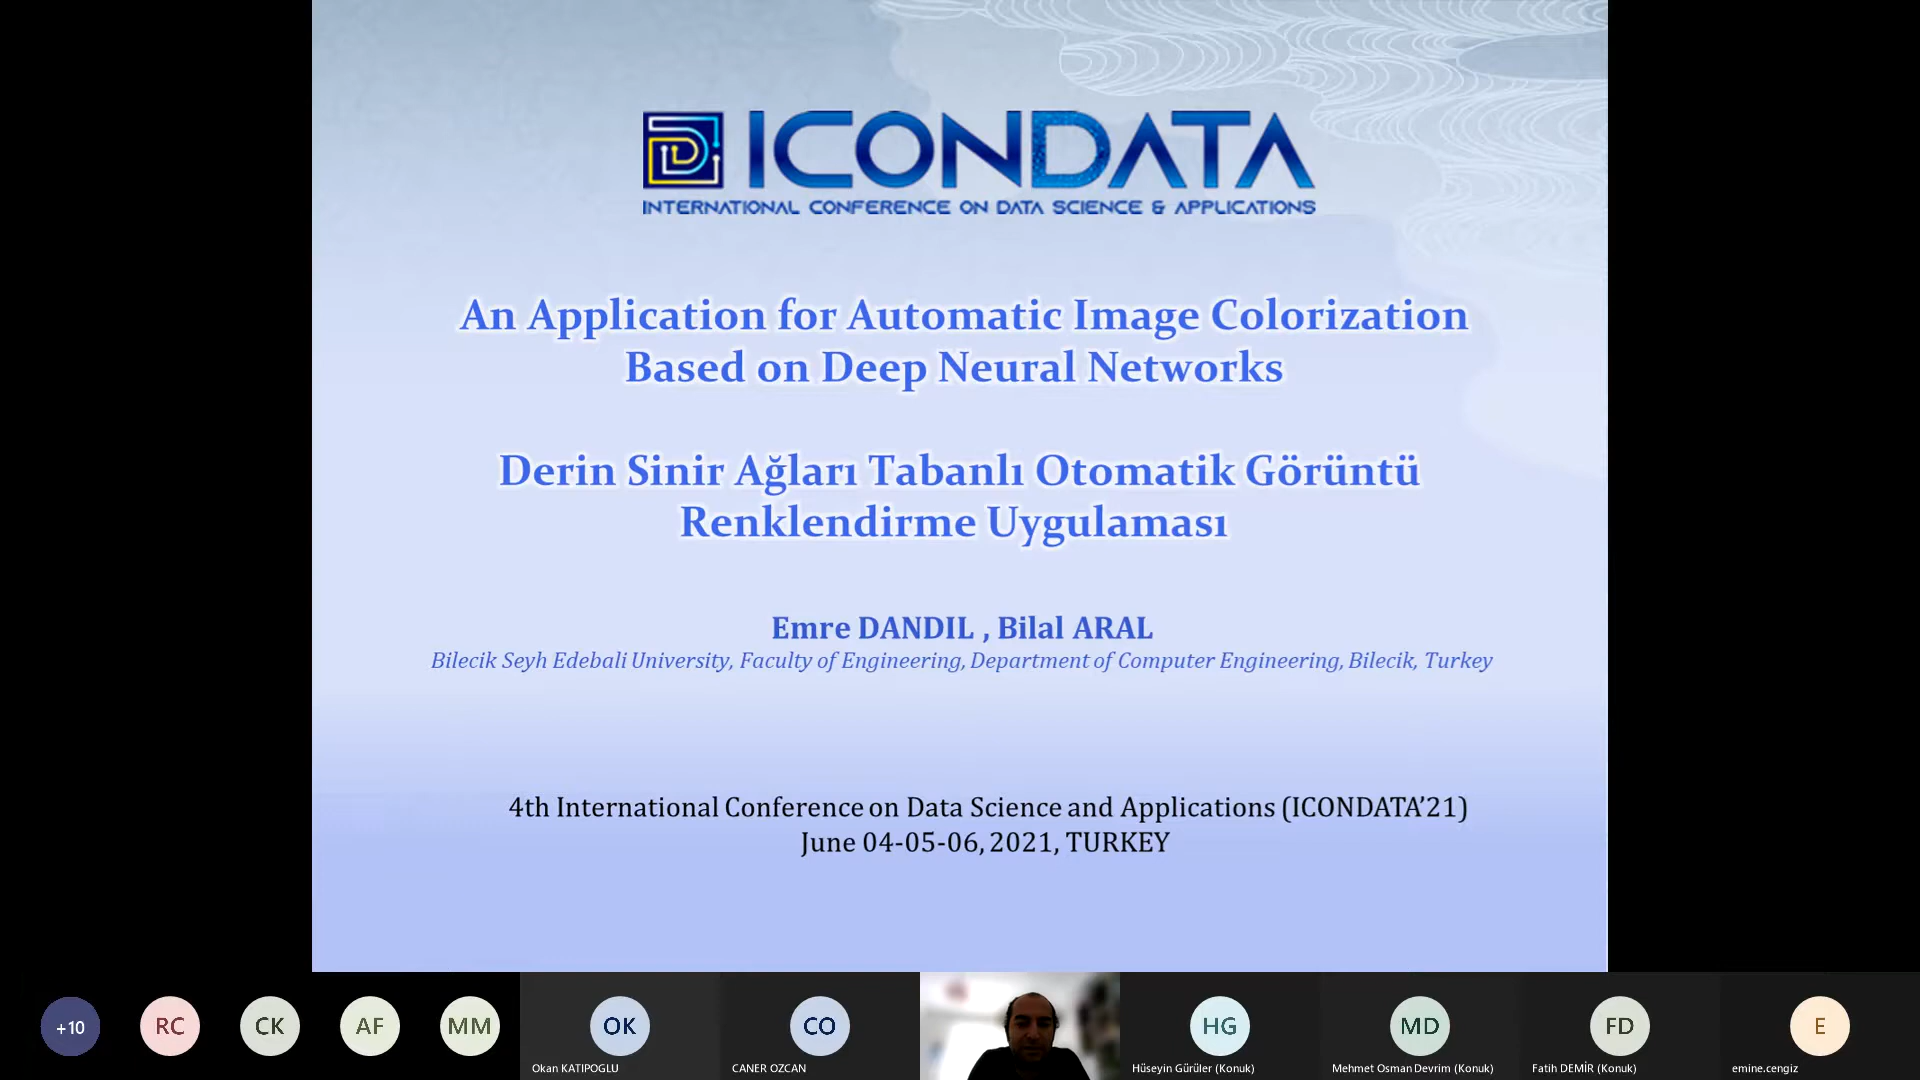 ICONDATA
INTERNATIONAL CONFERENCE ON DATA SCIENCE & APPLICATIONS
An Application for Automatic Image Colorization
Based on Deep Neural Networks
Derin Sinir Ağları Tabanlı Otomatik Görüntü
Renklendirme Uygulaması
Emre DANDIL , Bilal ARAL
Bilecik Seyh Edebali University, Faculty of Engineering, Department of Computer Engineering, Bilecik, Turkey
4th International Conference on Data Science and Applications (ICONDATA’21)
June 04-05-06, 2021, TURKEY
+10
RC
CK
AF
MM
OK
CO
HG
MD
FD
E
Okan KATIPOGLU
CANER OZCAN
Hüseyin Gürüler (Konuk)
Mehmet Osman Devrim (Konuk)
Fatih DEMİR (Konuk)
emine.cengiz